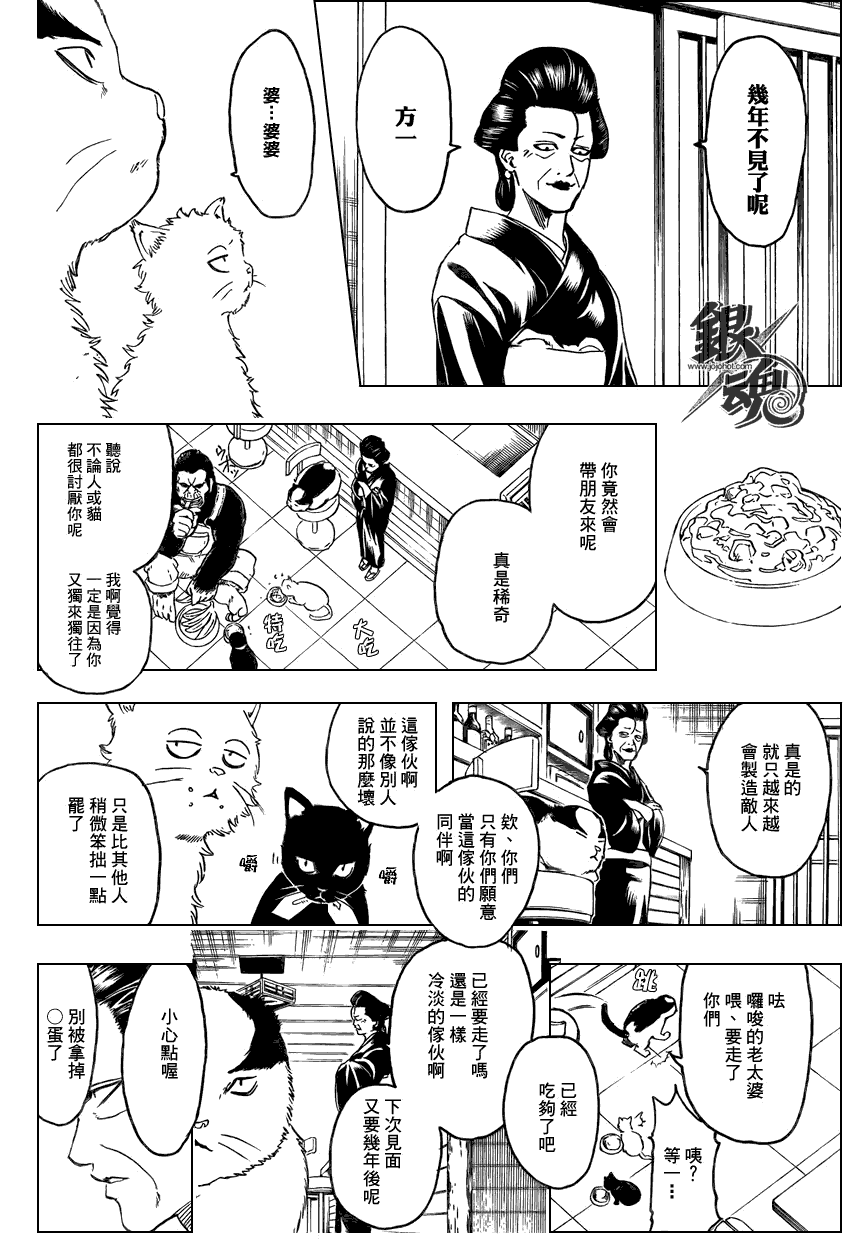 幾年不見了呢
方一
婆…婆婆
銀魂
www.jojohot.com
你竟然會
帶朋友來呢
真是稀奇
聽說
不論人或貓
都很討厭你呢
我啊覺得
一定是因為你
又獨來獨往了
大吃
特吃
真是的
就只越來越
會製造敵人
欸、你們
只有你們願意
當這傢伙的
同伴啊
這傢伙啊
並不像別人
說的那麼壞
只是比其他人
稍微笨拙一點
罷了
嚼
嚼
呿
囉唆的老太婆
喂、要走了
你們
跳
咦?
等一…
已經
吃夠了吧
已經要走了嗎
還是一樣
冷淡的傢伙啊
下次見面
又要幾年後呢
小心點喔
別被拿掉
○蛋了